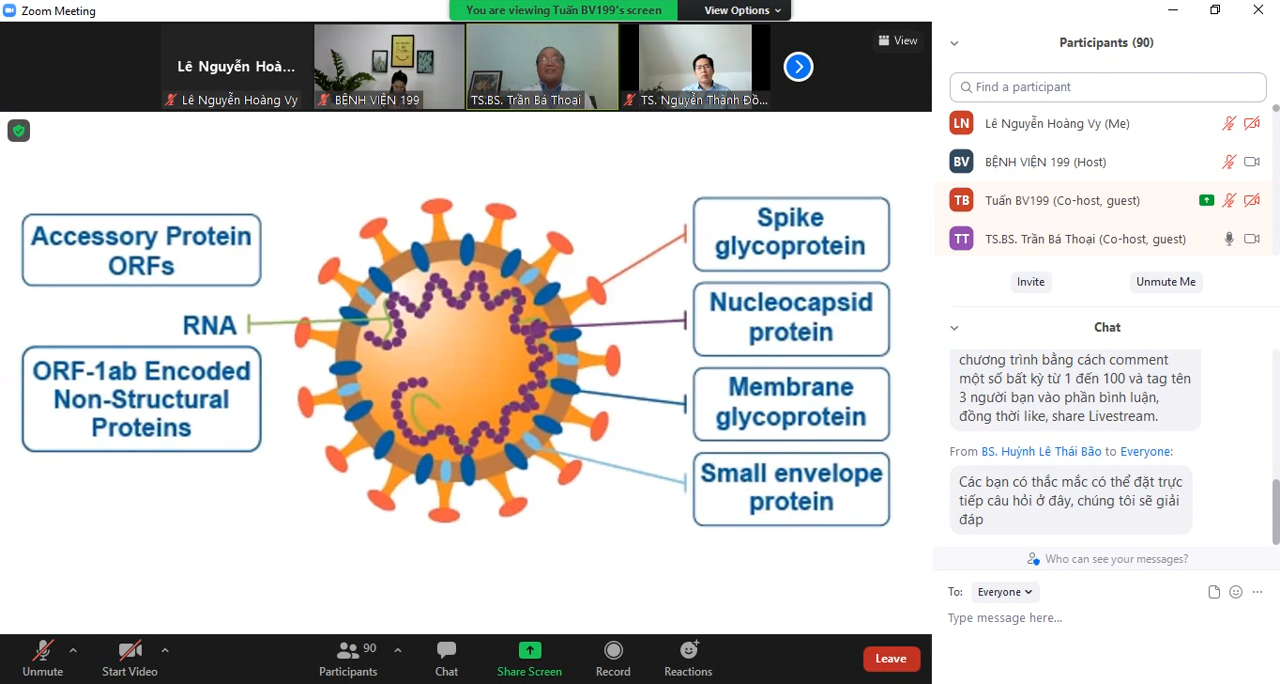 Zoom Meeting
You are viewing Tuấn BV199's screen
View Options
Lê Nguyễn Hoà...
Lê Nguyễn Hoàng Vy
BỆNH VIỆN 199
TS.BS. Trần Bá Thoại
TS. Nguyễn Thành Đồ...
View
Accessory Protein
ORFs
RNA
ORF-1ab Encoded
Non-Structural
Proteins
Spike
glycoprotein
Nucleocapsid
protein
Membrane
glycoprotein
Small envelope
protein
Participants (90)
Find a participant
LN Lê Nguyễn Hoàng Vy (Me)
BV BỆNH VIỆN 199 (Host)
TB Tuấn BV199 (Co-host, guest)
TT TS.BS. Trần Bá Thoại (Co-host, guest)
Invite
Unmute Me
Chat
chương trình bằng cách comment
một số bất kỳ từ 1 đến 100 và tag tên
3 người bạn vào phần bình luận,
đồng thời like, share Livestream.
From BS. Huỳnh Lê Thái Bão to Everyone:
Các bạn có thắc mắc có thể đặt trực
tiếp câu hỏi ở đây, chúng tôi sẽ giải
đáp
Who can see your messages?
To: Everyone
Type message here...
Unmute
Start Video
90
Participants
Chat
Share Screen
Record
Reactions
Leave